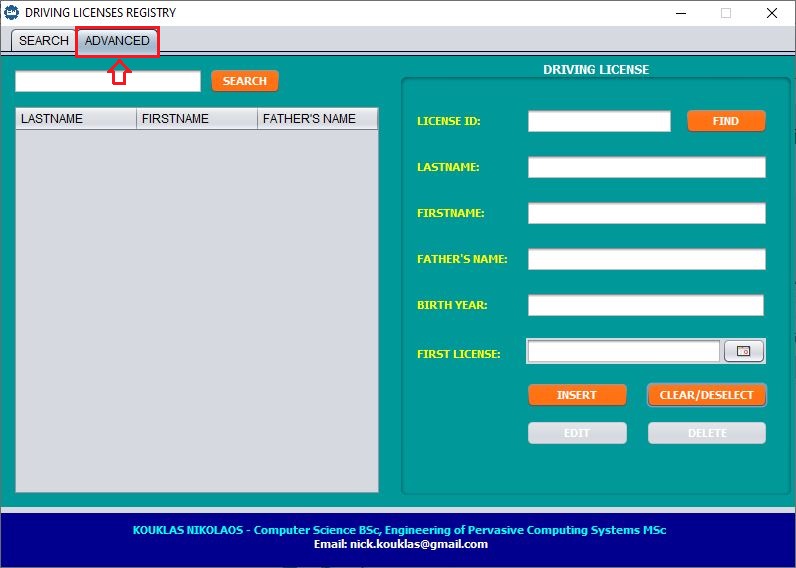 DRIVING LICENSES REGISTRY
SEARCH ADVANCED
SEARCH
LASTNAME FIRSTNAME FATHER'S NAME
DRIVING LICENSE
LICENSE ID: FIND
LASTNAME:
FIRSTNAME:
FATHER'S NAME:
BIRTH YEAR:
FIRST LICENSE:
INSERT CLEAR/DESELECT
EDIT DELETE
KOUKLAS NIKOLAOS - Computer Science BSc, Engineering of Pervasive Computing Systems MSc
Email: nick.kouklas@gmail.com